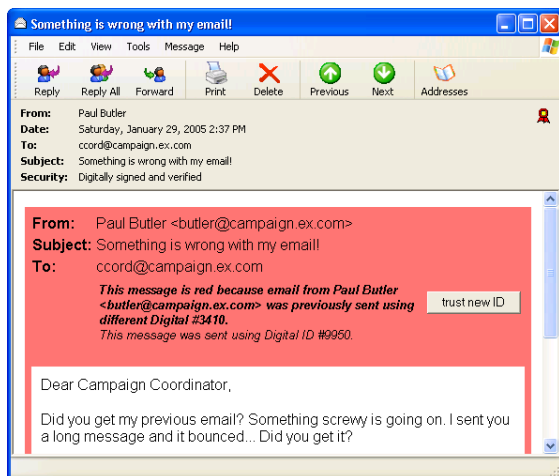 Something is wrong with my email!
File Edit View Tools Message Help
Reply Reply All Forward Print Delete Previous Next Addresses
From: Paul Butler
Date: Saturday, January 29, 2005 2:37 PM
To: ccord@campaign.ex.com
Subject: Something is wrong with my email!
Security: Digitally signed and verified
From: Paul Butler <butler@campaign.ex.com>
Subject: Something is wrong with my email!
To: ccord@campaign.ex.com
This message is red because email from Paul Butler
<butler@campaign.ex.com> was previously sent using
different Digital #3410.
This message was sent using Digital ID #9950.
trust new ID
Dear Campaign Coordinator,
Did you get my previous email? Something screwy is going on. I sent you
a long message and it bounced... Did you get it?